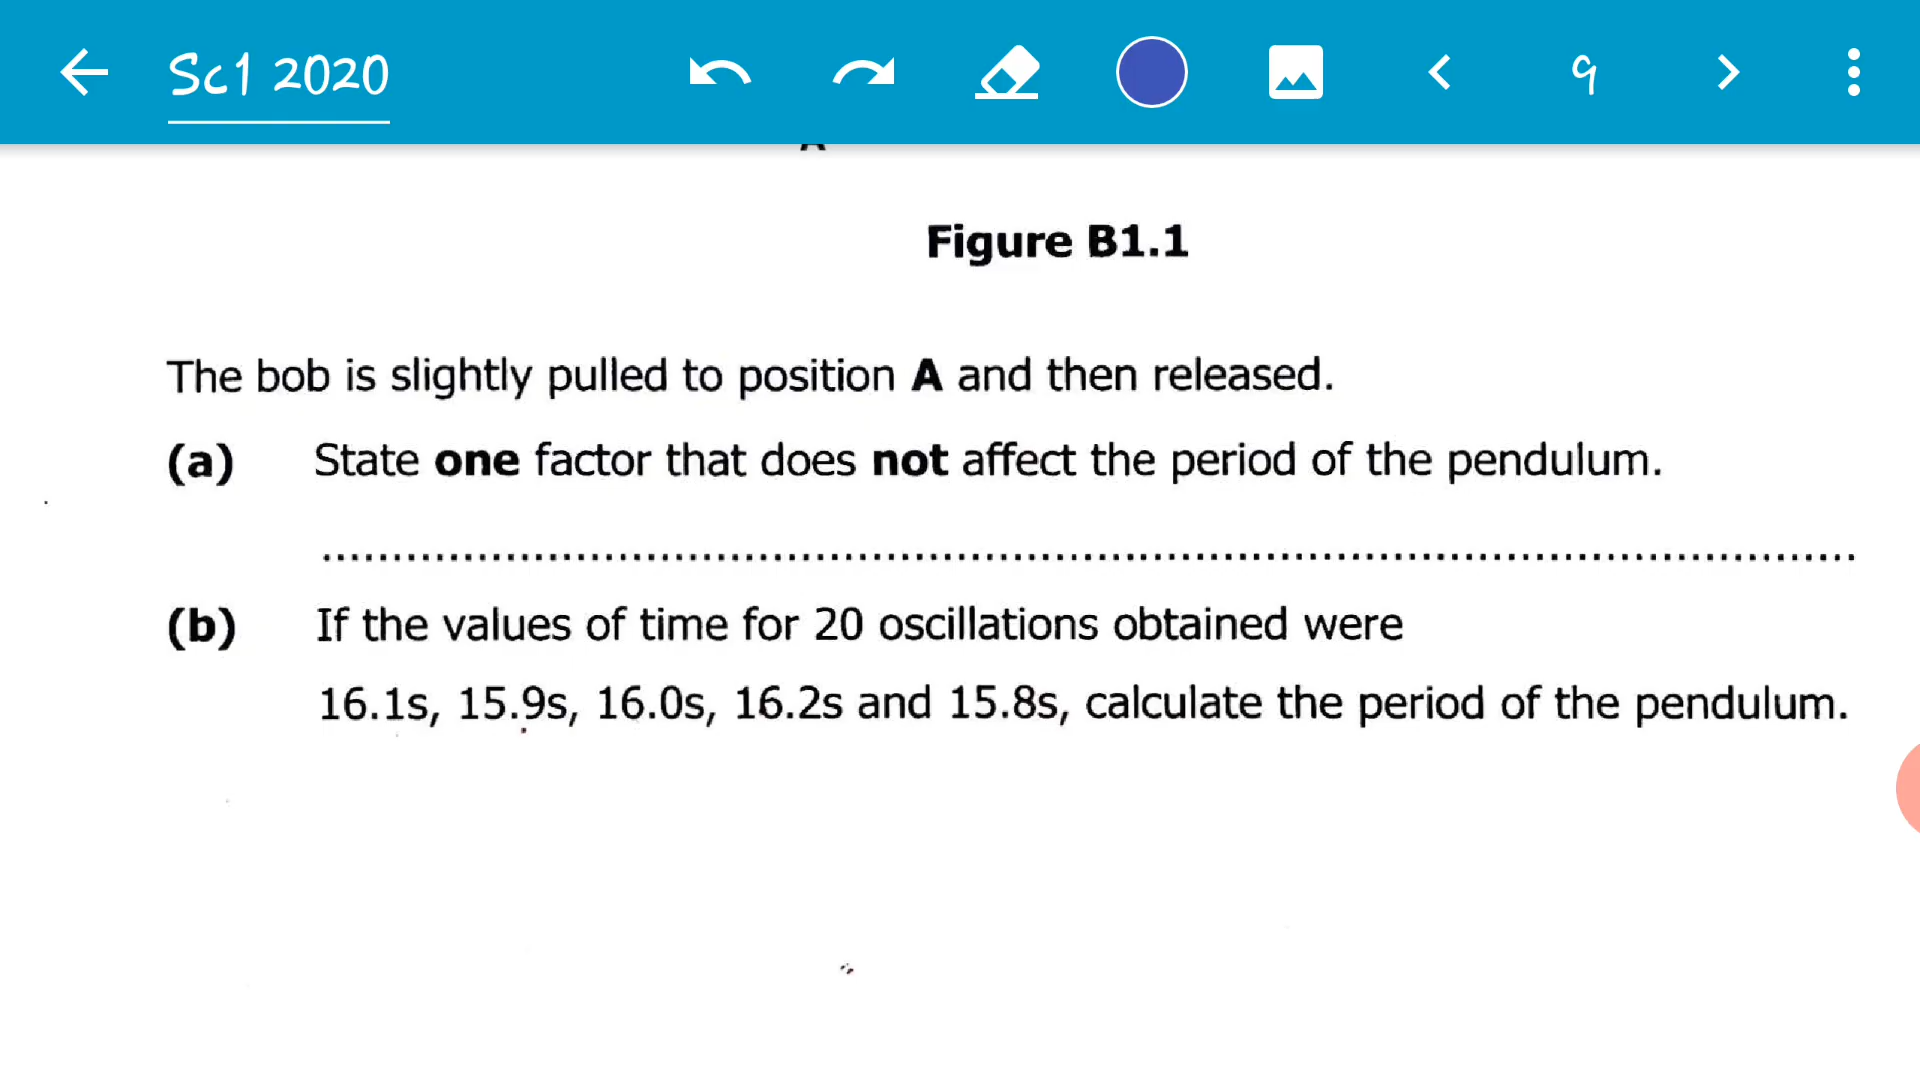 Sc1 2020
9
Figure B1.1
The bob is slightly pulled to position A and then released.
(a) State one factor that does not affect the period of the pendulum.
(b) If the values of time for 20 oscillations obtained were
16.1s, 15.9s, 16.0s, 16.2s and 15.8s, calculate the period of the pendulum.